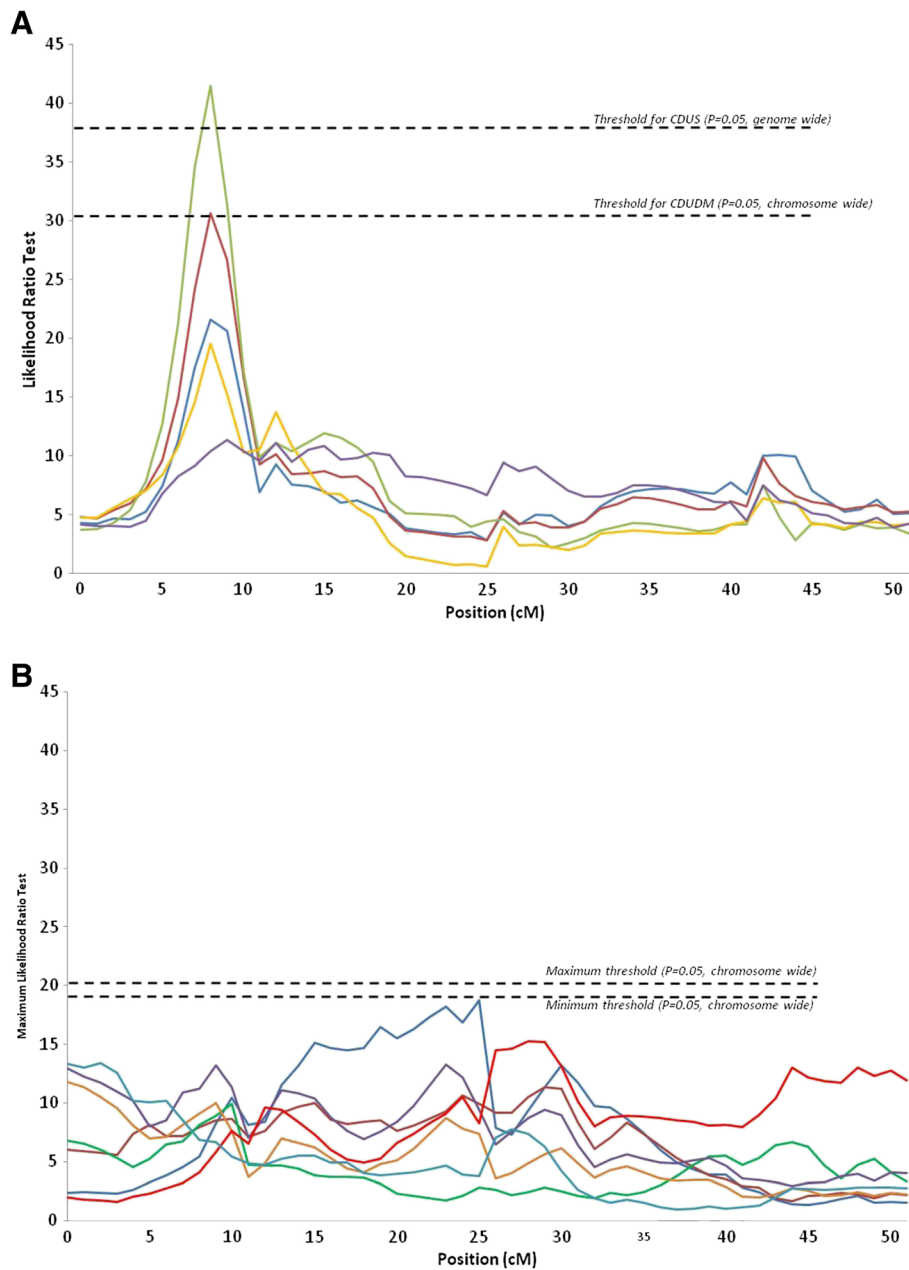 A
45
40
Threshold for CDUS (P=0.05, genome wide)
35
Threshold for CDUDM (P=0.05, chromosome wide)
30
25
Likelihood Ratio Test
20
15
10
5
0
0 5 10 15 20 25 30 35 40 45 50
Position (cM)
B
45
40
35
30
25
Maximum Likelihood Ratio Test
Maximum threshold (P=0.05, chromosome wide)
20
Minimum threshold (P=0.05, chromosome wide)
15
10
5
0
0 5 10 15 20 25 30 35 40 45 50
Position (cM)